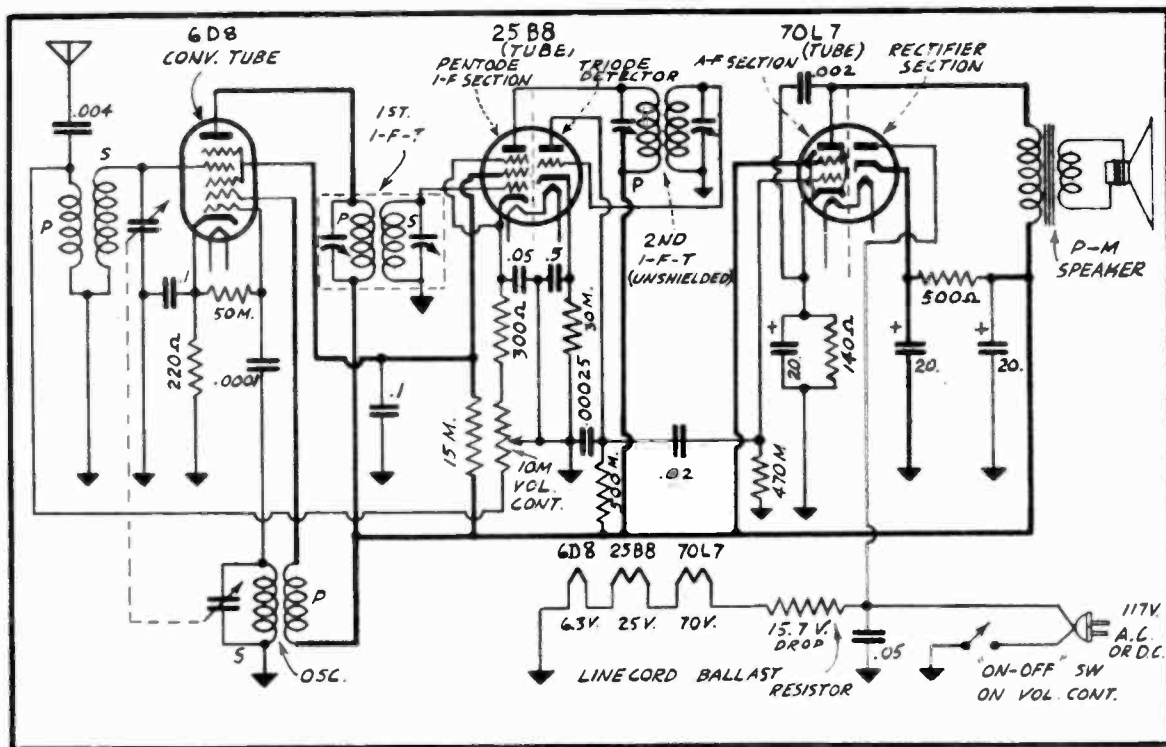 6D8
CONV. TUBE
25B8
(TUBE)
PENTODE
I-F SECTION
TRIODE
DETECTOR
70L7
(TUBE)
A-F SECTION
RECTIFIER
SECTION
.002
.004
S
P
1ST.
I-F-T
P
S
P
2ND
I-F-T
(UNSHIELDED)
P-M
SPEAKER
.1
50M.
220Ω
.0001
.05
.5
300Ω
30M.
.00025
.1
15 M.
10M
VOL.
CONT.
500M.
.02
470M
+
20.
140Ω
+
20.
500Ω
+
20.
P
S
OSC.
6D8
25B8
70L7
6.3V.
25V.
70V.
15.7 V.
DROP
LINE CORD BALLAST
RESISTOR
.05
"ON-OFF" SW
ON VOL. CONT.
117V.
A.C.
OR D.C.